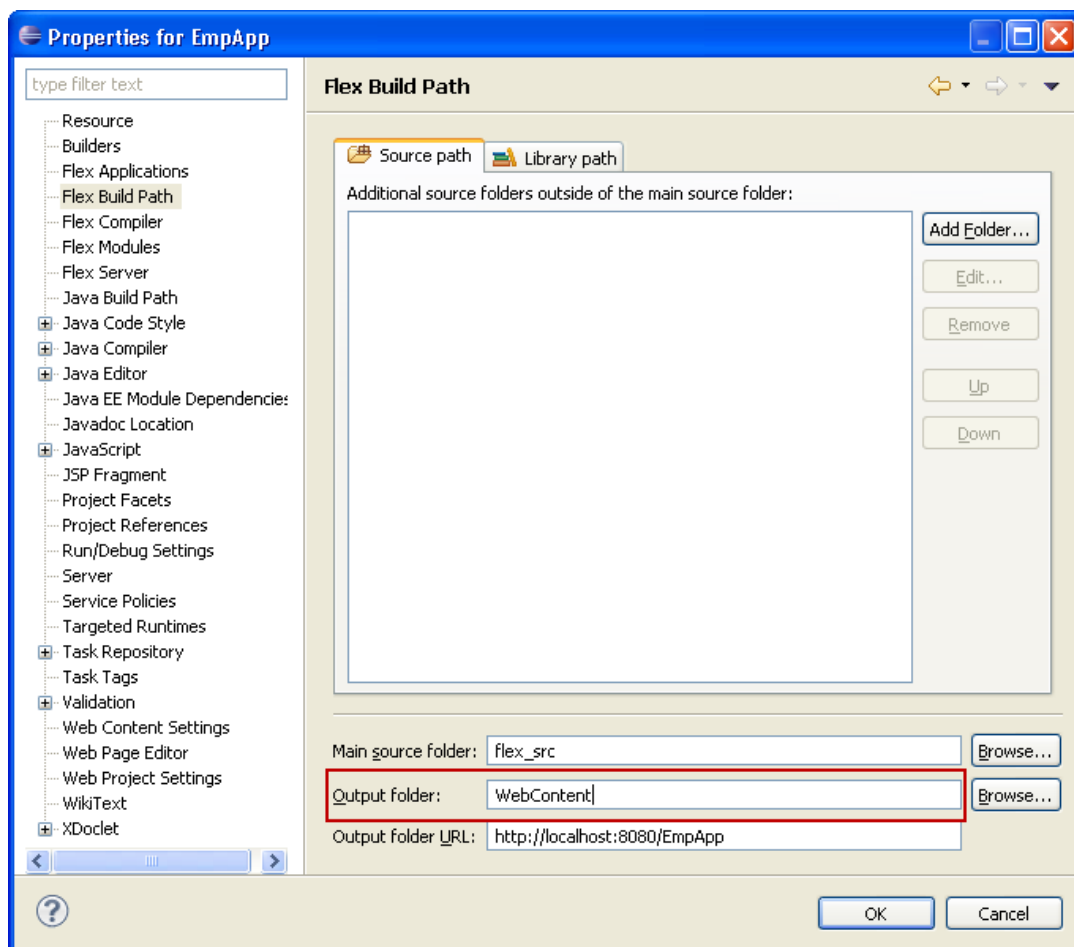 Properties for EmpApp
type filter text
Resource
Builders
Flex Applications
Flex Build Path
Flex Compiler
Flex Modules
Flex Server
Java Build Path
Java Code Style
Java Compiler
Java Editor
Java EE Module Dependencies
Javadoc Location
JavaScript
JSP Fragment
Project Facets
Project References
Run/Debug Settings
Server
Service Policies
Targeted Runtimes
Task Repository
Task Tags
Validation
Web Content Settings
Web Page Editor
Web Project Settings
WikiText
XDoclet
Flex Build Path
Source path
Library path
Additional source folders outside of the main source folder:
Add Folder...
Edit...
Remove
Up
Down
Main source folder: flex_src Browse...
Output folder: WebContent Browse...
Output folder URL: http://localhost:8080/EmpApp
OK Cancel